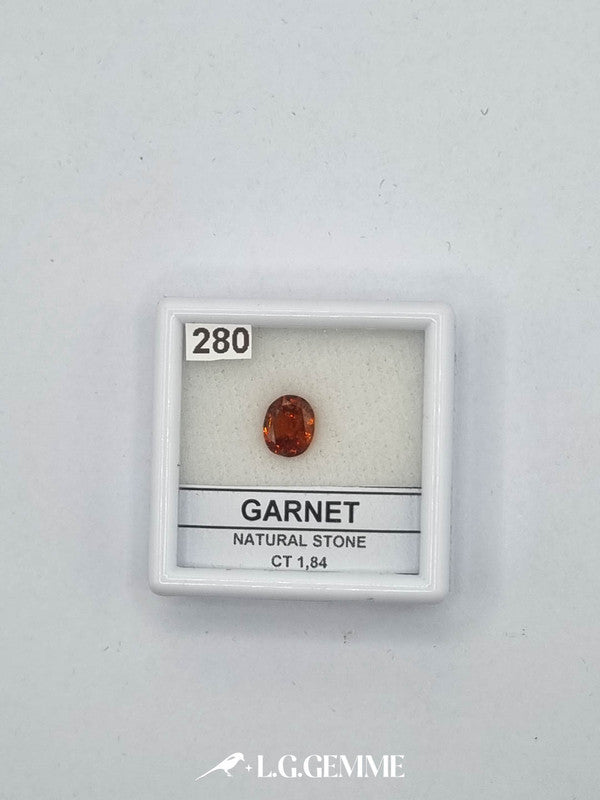 280
GARNET
NATURAL STONE
CT 1,84
L.G.GEMME